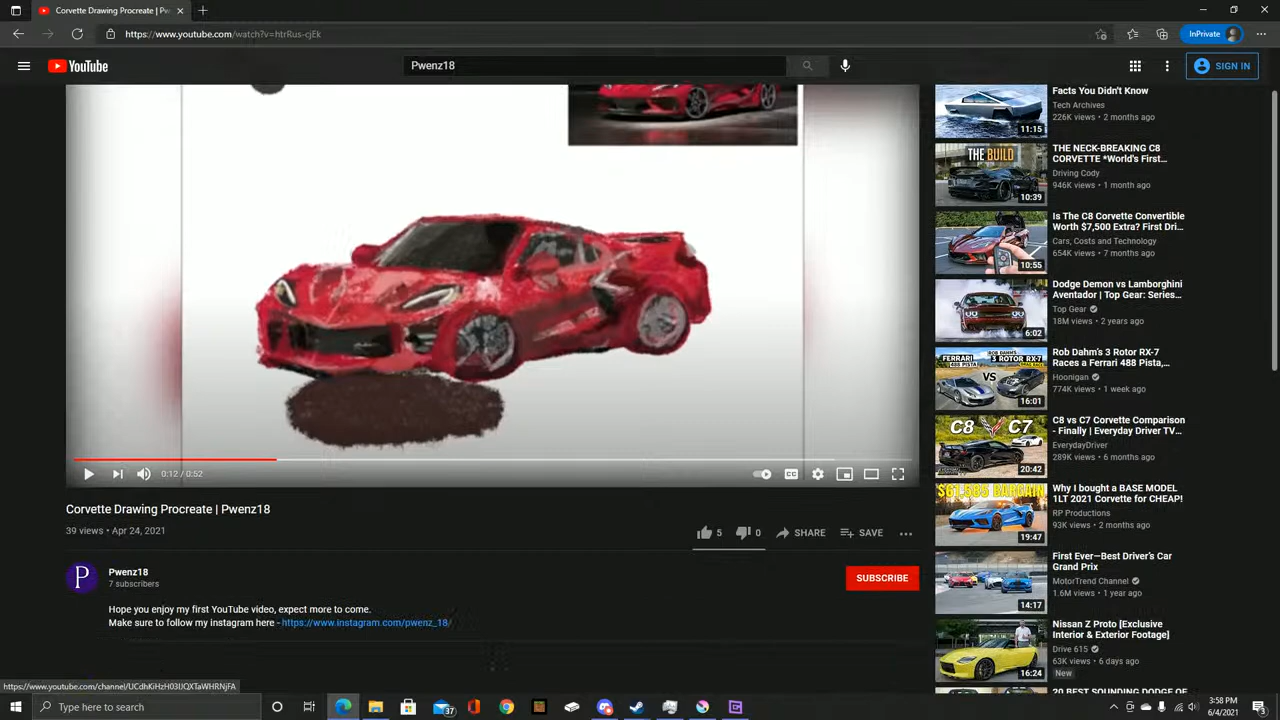 Corvette Drawing Procreate | Pw
https://www.youtube.com/watch?v=htrRus-cjEk
InPrivate
YouTube
Pwenz18
SIGN IN
Facts You Didn't Know
Tech Archives
226K views • 2 months ago
11:15
THE BUILD
THE NECK-BREAKING C8
CORVETTE *World's First...
Driving Cody
946K views • 1 month ago
10:39
Is The C8 Corvette Convertible
Worth $7,500 Extra? First Dri...
Cars, Costs and Technology
654K views • 7 months ago
10:55
Dodge Demon vs Lamborghini
Aventador | Top Gear: Series...
Top Gear
18M views • 2 years ago
6:02
FERRARI
488 PISTA
VS
ROB DAHM'S
3 ROTOR RX-7
Rob Dahm's 3 Rotor RX-7
Races a Ferrari 488 Pista,...
Hoonigan
774K views • 1 week ago
16:01
C8 C7
C8 vs C7 Corvette Comparison
- Finally | Everyday Driver TV...
EverydayDriver
289K views • 6 months ago
20:42
$61,585 BARGAIN
Why I bought a BASE MODEL
1LT 2021 Corvette for CHEAP!
RP Productions
93K views • 2 months ago
19:47
First Ever—Best Driver's Car
Grand Prix
MotorTrend Channel
1.6M views • 1 year ago
14:17
Nissan Z Proto [Exclusive
Interior & Exterior Footage]
Drive 615
63K views • 6 days ago
New
16:24
20 BEST SOUNDING DODGE OF
0:12 / 0:52
CC
Corvette Drawing Procreate | Pwenz18
39 views • Apr 24, 2021
5
0
SHARE
SAVE
P
Pwenz18
7 subscribers
SUBSCRIBE
Hope you enjoy my first YouTube video, expect more to come.
Make sure to follow my instagram here - https://www.instagram.com/pwenz_18/
Type here to search
3:58 PM
6/4/2021